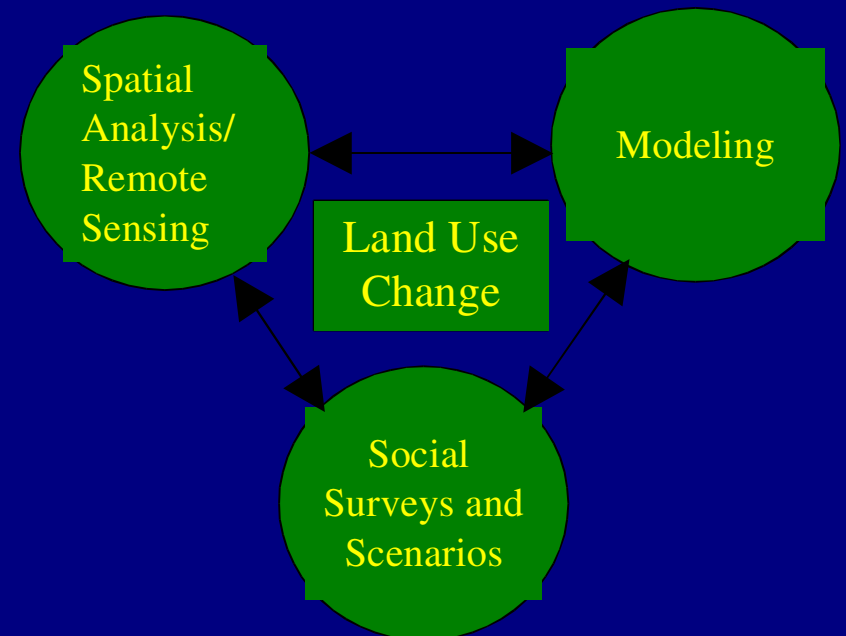 Spatial
Analysis/
Remote
Sensing
Modeling
Land Use
Change
Social
Surveys and
Scenarios